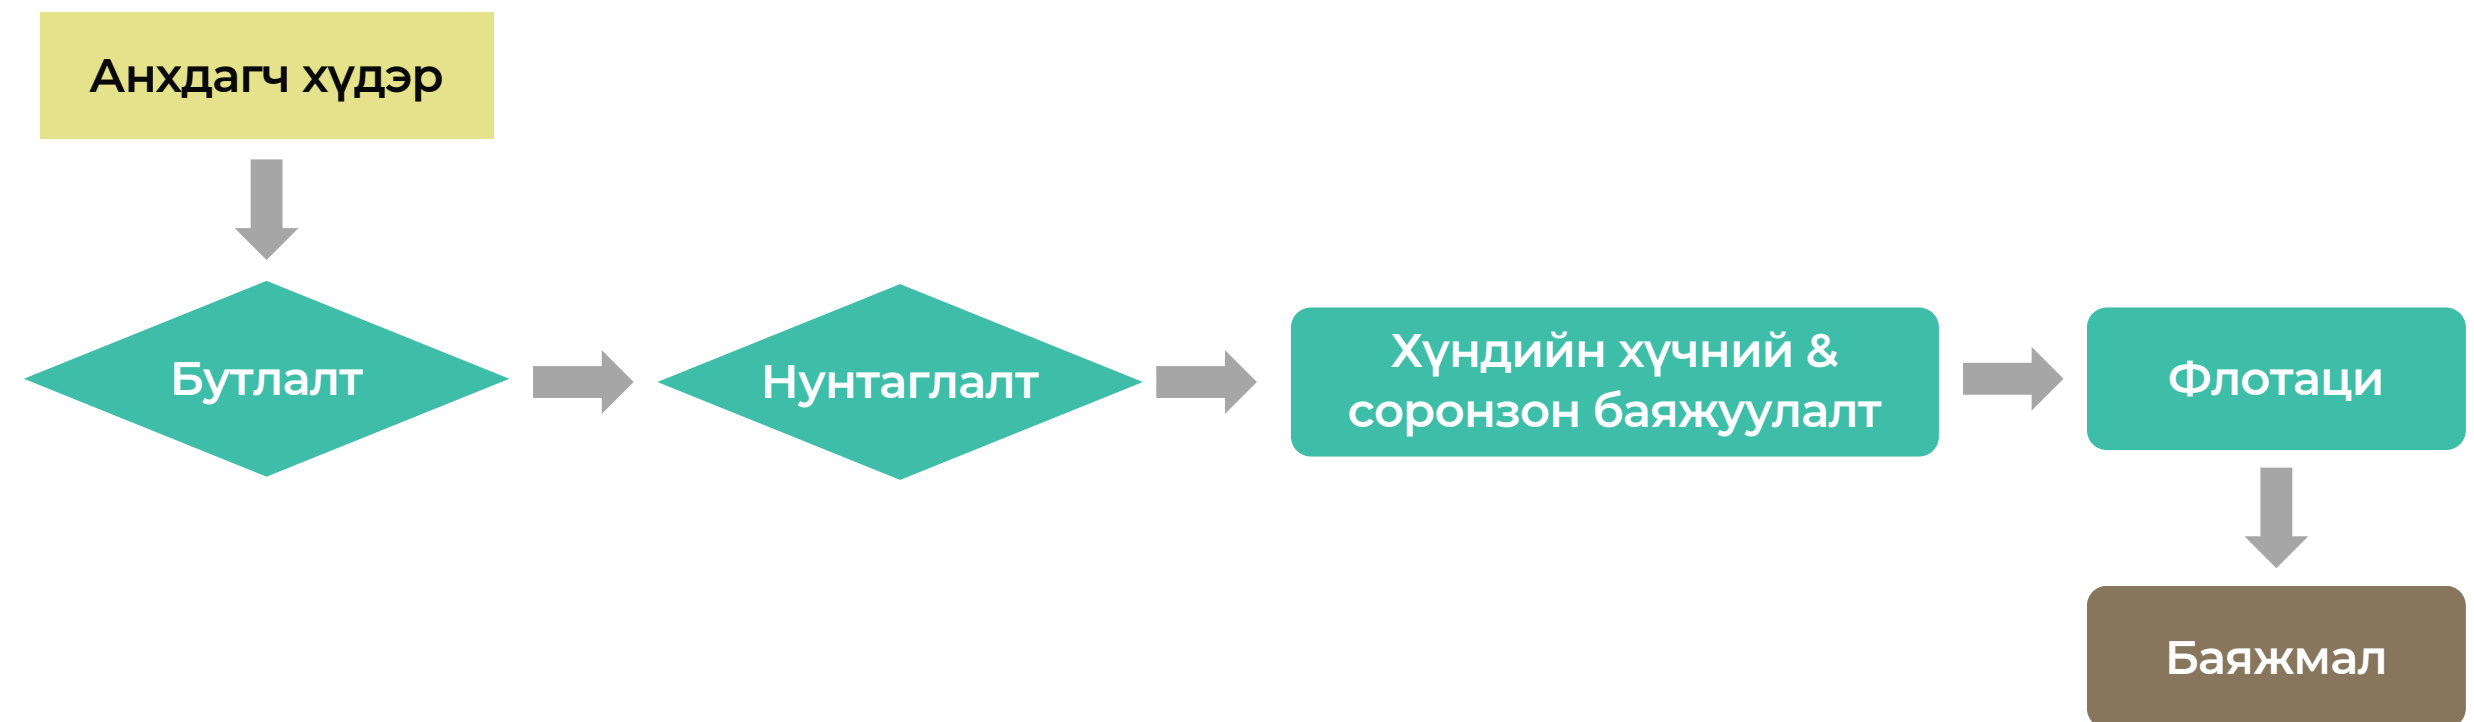 Анхдагч хүдэр
Бутлалт
Нунтаглалт
Хүндийн хүчний &
соронзон баяжуулалт
Флотаци
Баяжмал